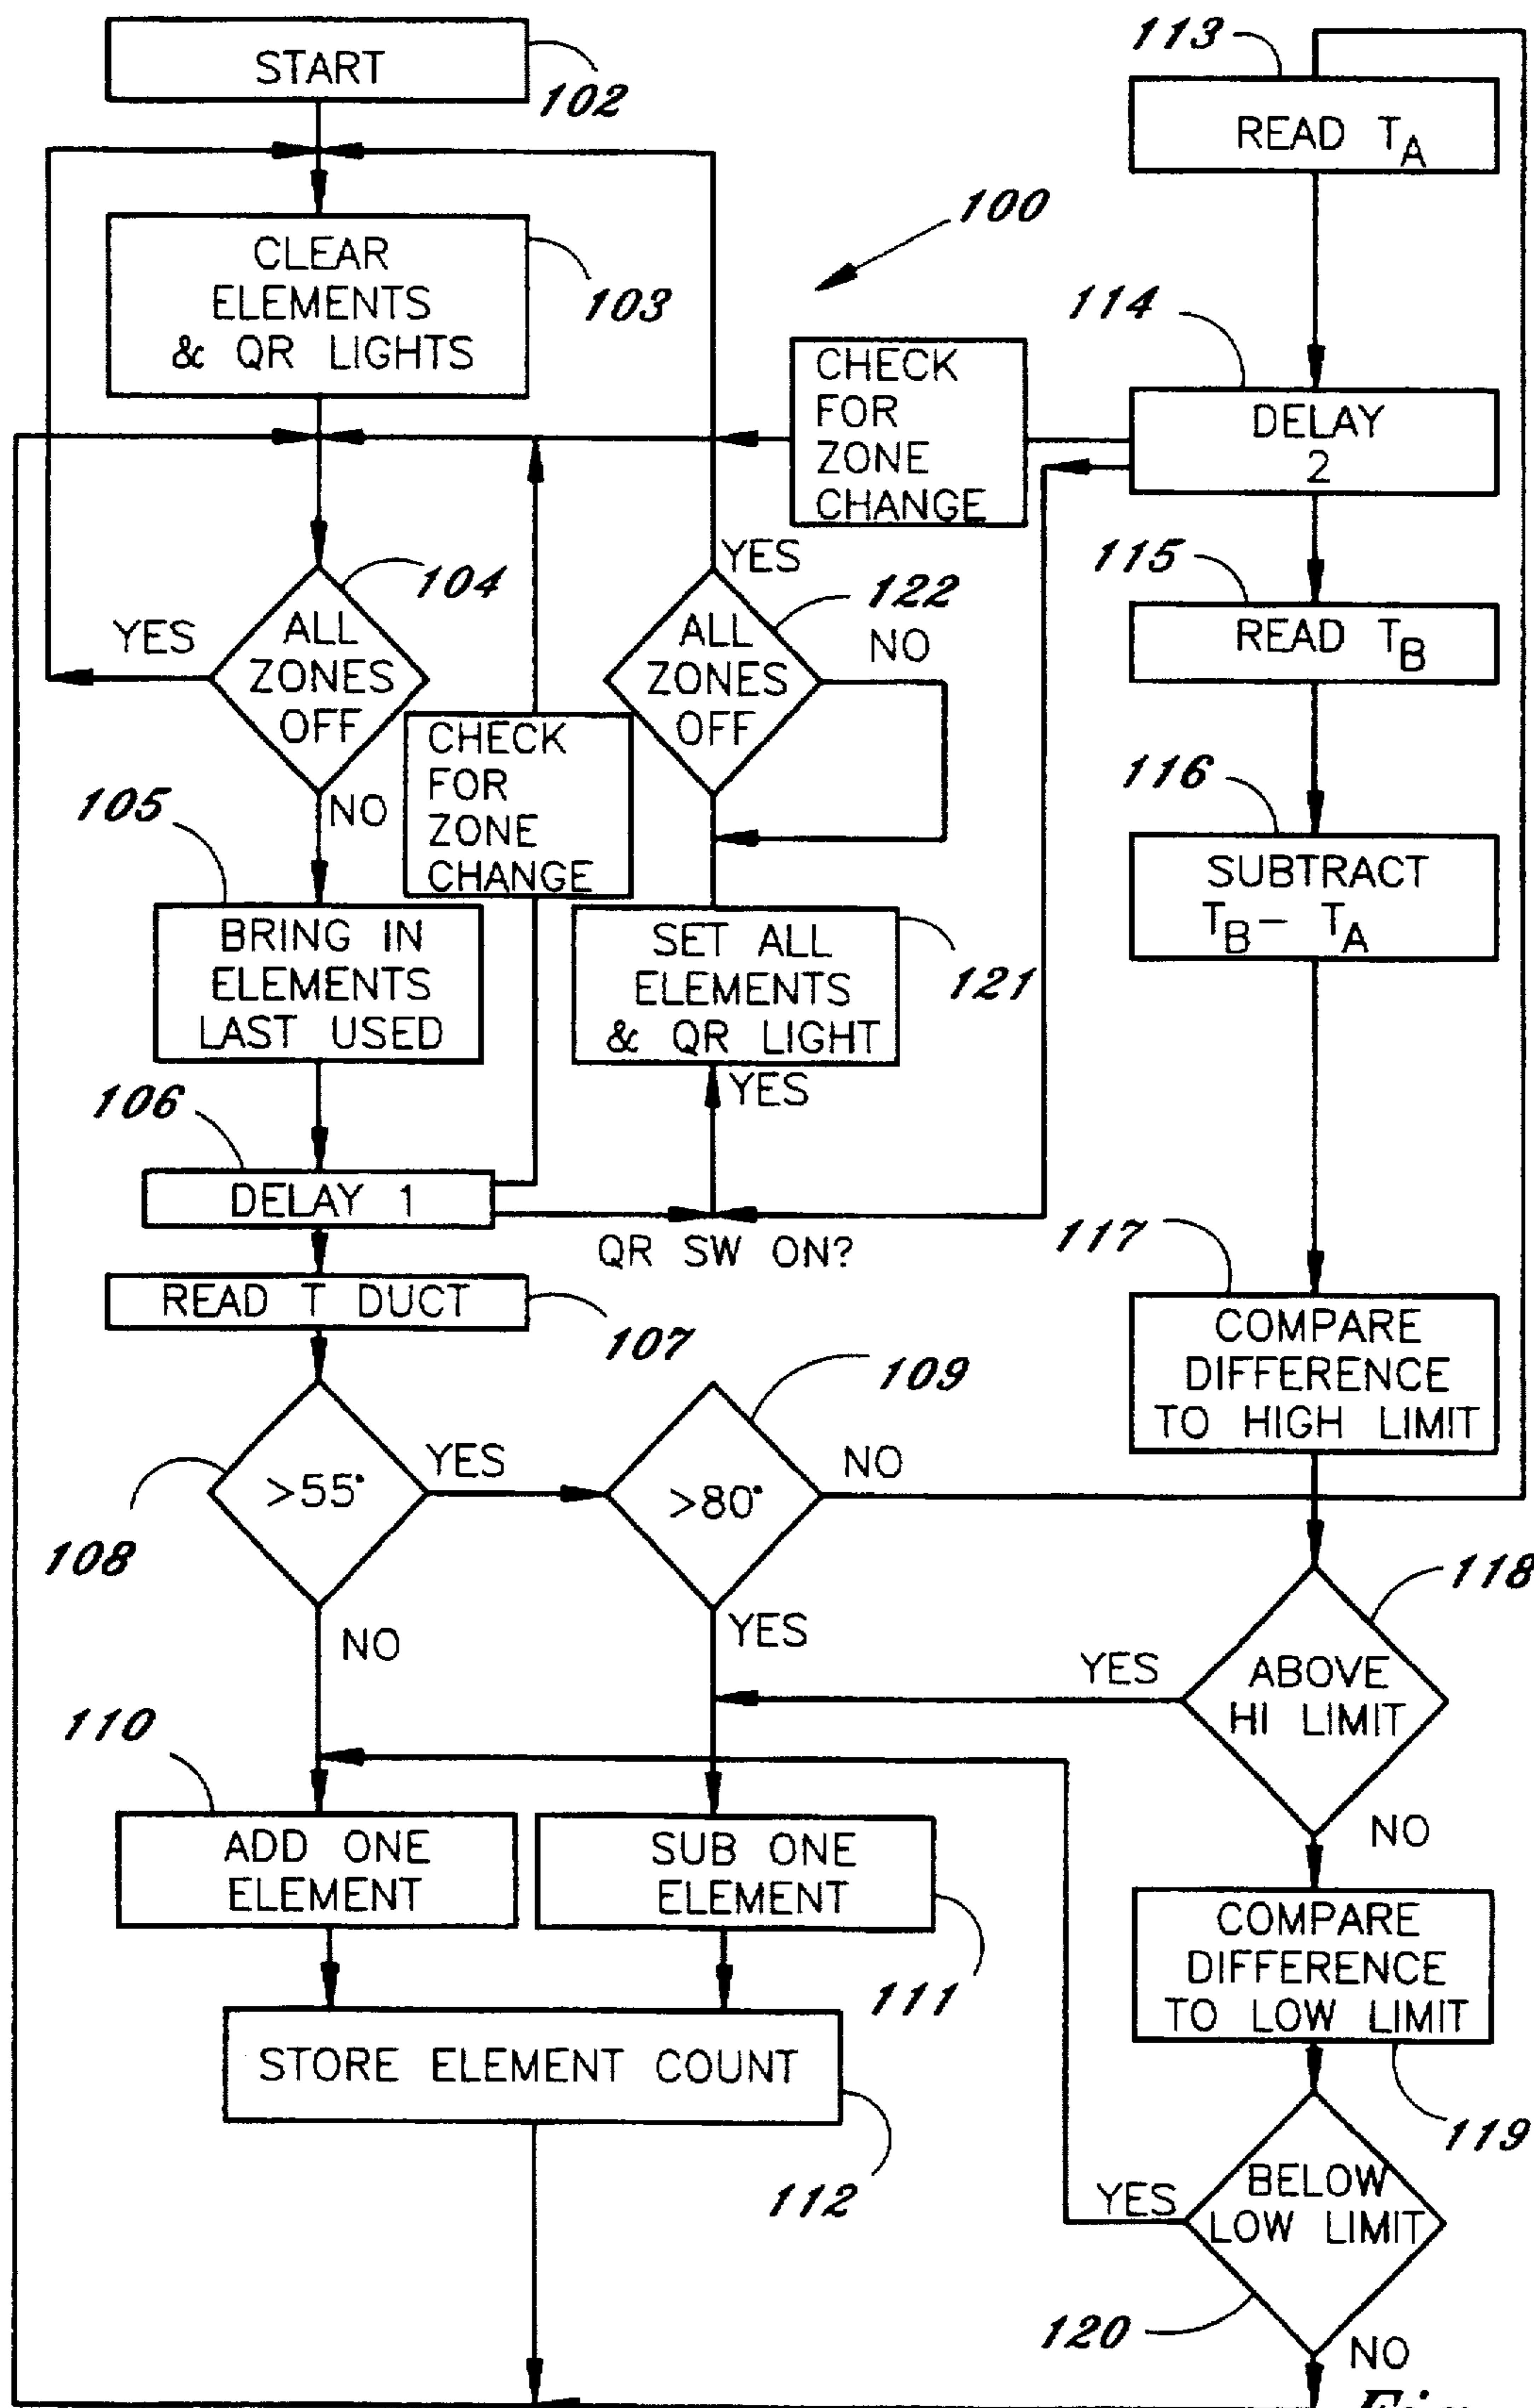 START
102
CLEAR
ELEMENTS
& QR LIGHTS
103
100
113
READ TA
114
DELAY
2
CHECK
FOR
ZONE
CHANGE
104
ALL
ZONES
OFF
YES
NO
YES
122
ALL
ZONES
OFF
NO
115
READ TB
CHECK
FOR
ZONE
CHANGE
105
BRING IN
ELEMENTS
LAST USED
SET ALL
ELEMENTS
& QR LIGHT
121
YES
116
SUBTRACT
TB – TA
106
DELAY 1
QR SW ON?
READ T DUCT
107
117
COMPARE
DIFFERENCE
TO HIGH LIMIT
108
>55°
YES
NO
109
>80°
NO
YES
118
ABOVE
HI LIMIT
YES
NO
110
ADD ONE
ELEMENT
SUB ONE
ELEMENT
111
COMPARE
DIFFERENCE
TO LOW LIMIT
119
STORE ELEMENT COUNT
112
BELOW
LOW LIMIT
YES
120
NO